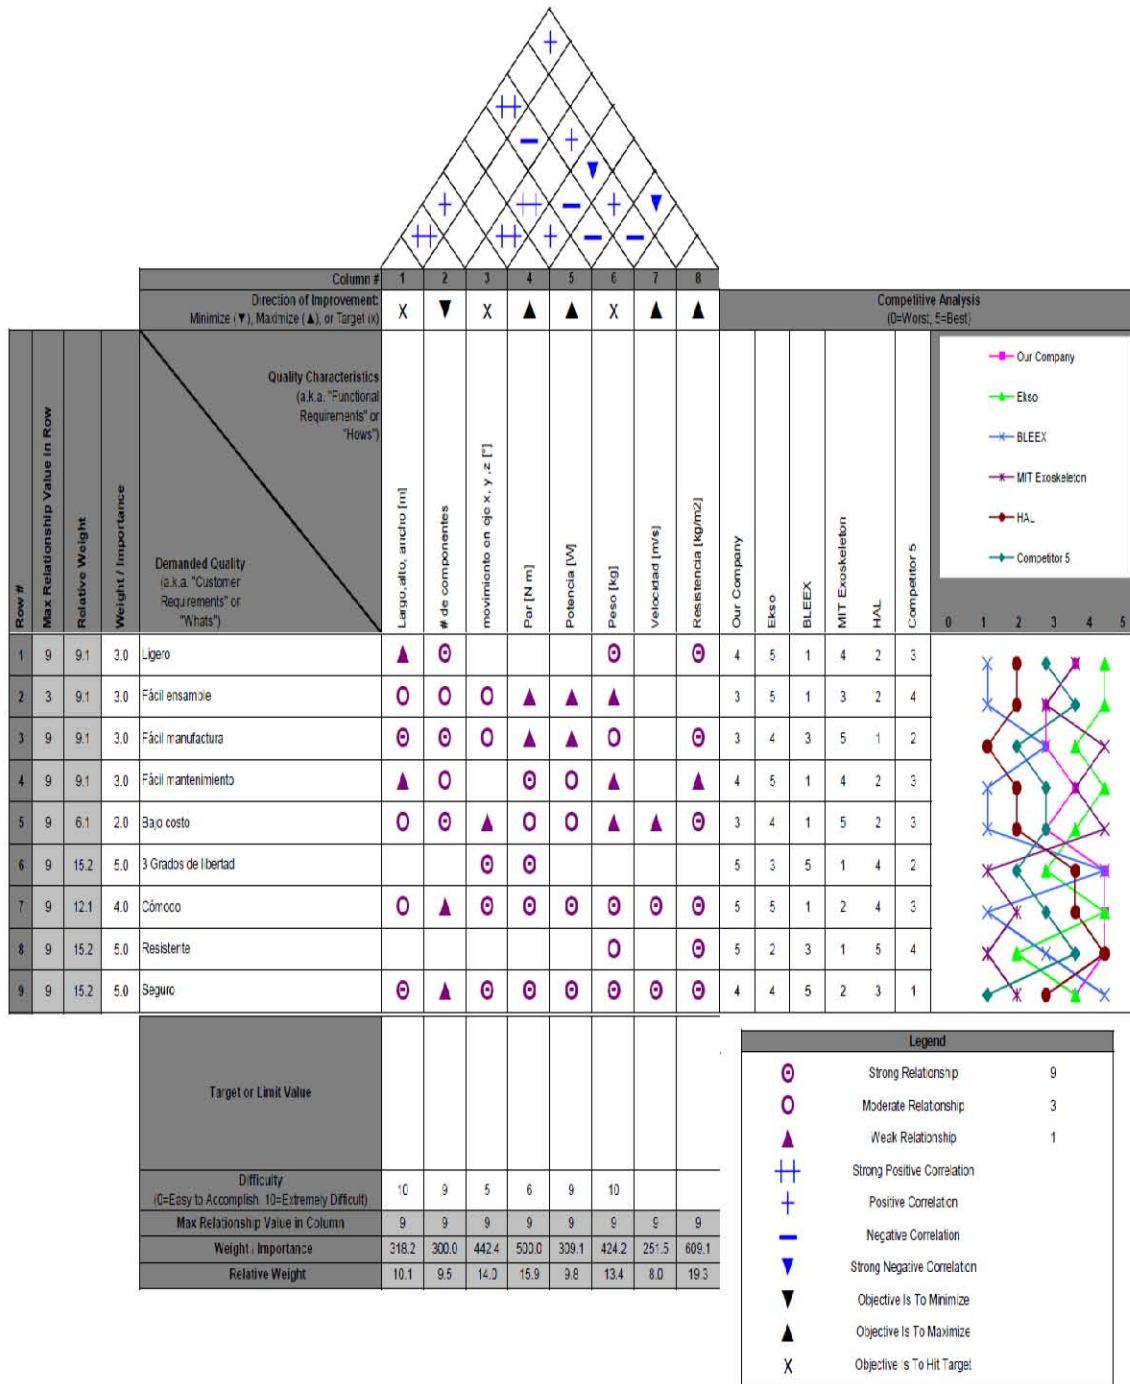 Column # 1 2 3 4 5 6 7 8
Direction of Improvement:
Minimize (▼), Maximize (▲), or Target (x) X ▼ X ▲ ▲ X ▲ ▲
Competitive Analysis
(0=Worst, 5=Best)
Row #
Max Relationship Value in Row
Relative Weight
Weight / Importance
Quality Characteristics
(a.k.a. "Functional
Requirements" or
"Hows")
Demanded Quality
(a.k.a. "Customer
Requirements" or
"Whats")
Largo, alto, ancho [m]
# de componentes
movimiento en eje x, y ,z [°]
Par [N m]
Potencia [W]
Peso [kg]
Velocidad [m/s]
Resistencia [kg/m2]
Our Company
Ekso
BLEEX
MIT Exoskeleton
HAL
Competitor 5
Our Company
Ekso
BLEEX
MIT Exoskeleton
HAL
Competitor 5
0 1 2 3 4 5
1 9 9.1 3.0 Ligero 4 5 1 4 2 3
2 3 9.1 3.0 Fácil ensamble 3 5 1 3 2 4
3 9 9.1 3.0 Fácil manufactura 3 4 3 5 1 2
4 9 9.1 3.0 Fácil mantenimiento 4 5 1 4 2 3
5 9 6.1 2.0 Bajo costo 3 4 1 5 2 3
6 9 15.2 5.0 3 Grados de libertad 5 3 5 1 4 2
7 9 12.1 4.0 Cómodo 5 5 1 2 4 3
8 9 15.2 5.0 Resistente 5 2 3 1 5 4
9 9 15.2 5.0 Seguro 4 4 5 2 3 1
Target or Limit Value
Difficulty
(0=Easy to Accomplish, 10=Extremely Difficult) 10 9 5 6 9 10
Max Relationship Value in Column 9 9 9 9 9 9 9 9
Weight / Importance 318.2 300.0 442.4 500.0 309.1 424.2 251.5 609.1
Relative Weight 10.1 9.5 14.0 15.9 9.8 13.4 8.0 19.3
Legend
Strong Relationship 9
Moderate Relationship 3
Weak Relationship 1
Strong Positive Correlation
Positive Correlation
Negative Correlation
Strong Negative Correlation
Objective Is To Minimize
Objective Is To Maximize
X Objective Is To Hit Target